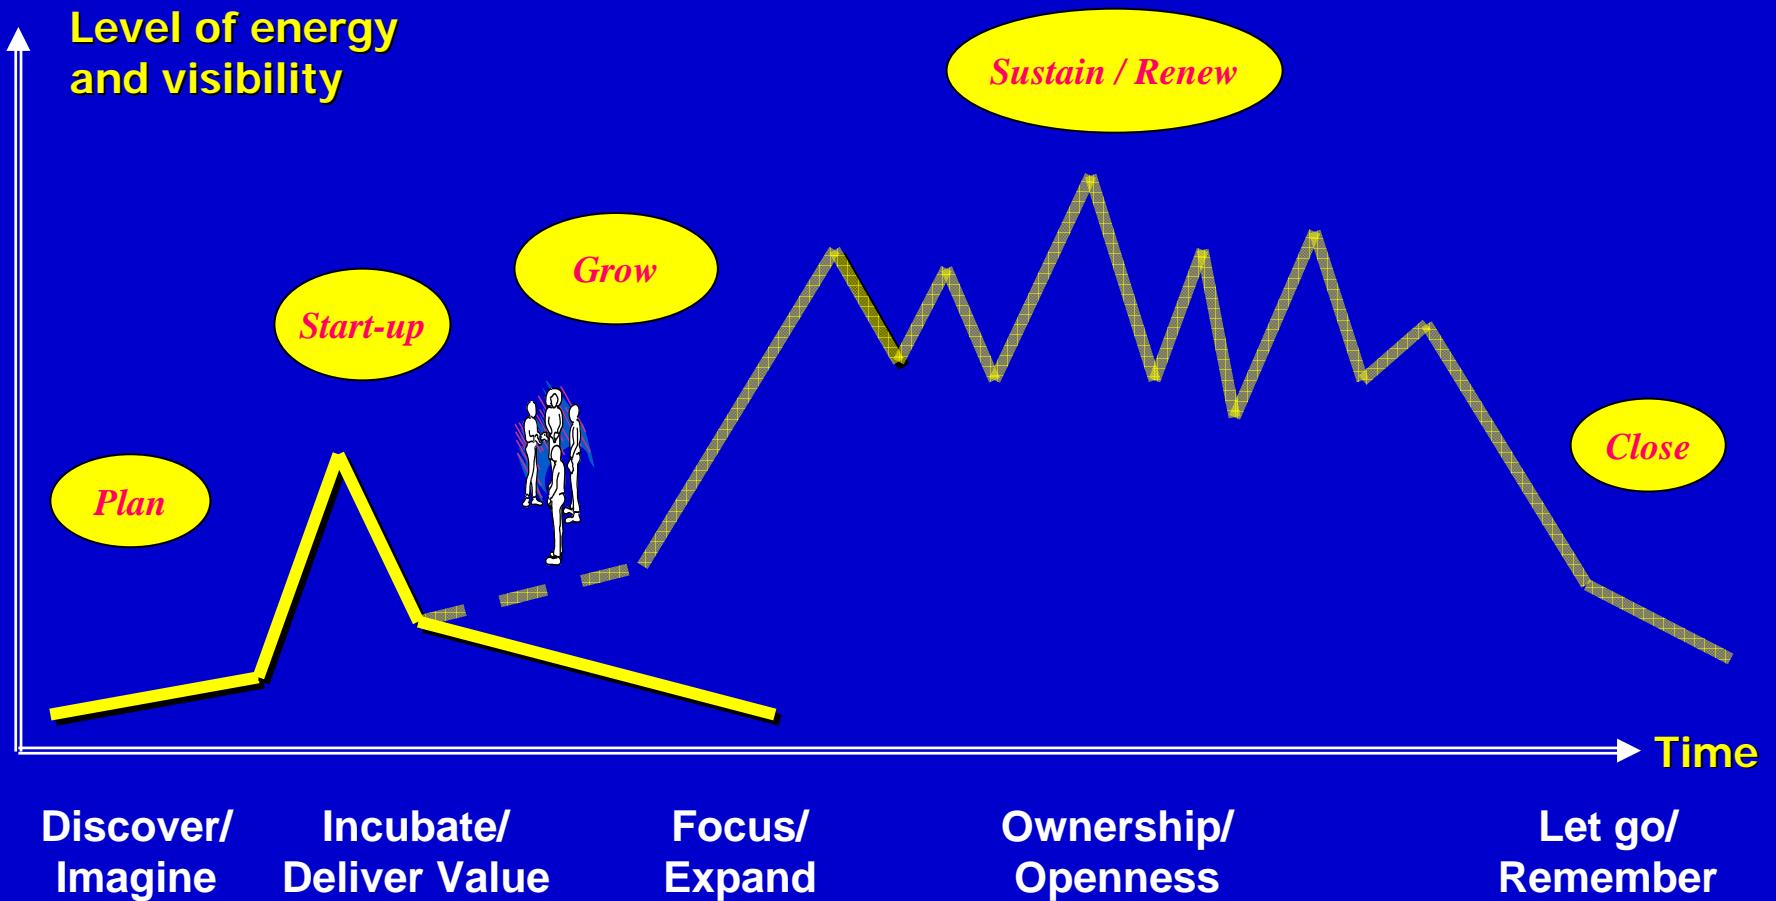 Level of energy
and visibility
Sustain / Renew
Grow
Start-up
Close
Plan
Time
Discover/
Imagine
Incubate/
Deliver Value
Focus/
Expand
Ownership/
Openness
Let go/
Remember